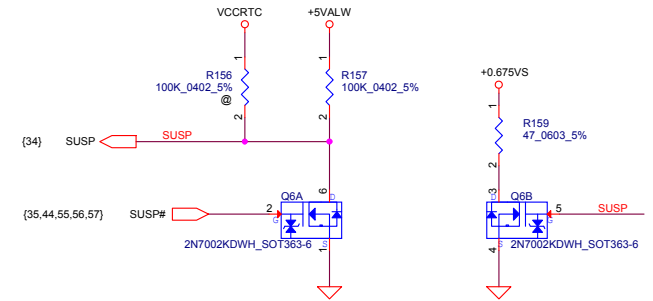 VCCRTC
+5VALW
1
1
R156
100K_0402_5%
@
R157
100K_0402_5%
2
2
+0.675VS
1
R159
47_0603_5%
2
{34}
SUSP
SUSP
6
D
3
D
Q6A
Q6B
{35,44,55,56,57}
SUSP#
2
G
5
G
SUSP
S
S
1
4
2N7002KDWH_SOT363-6
2N7002KDWH_SOT363-6